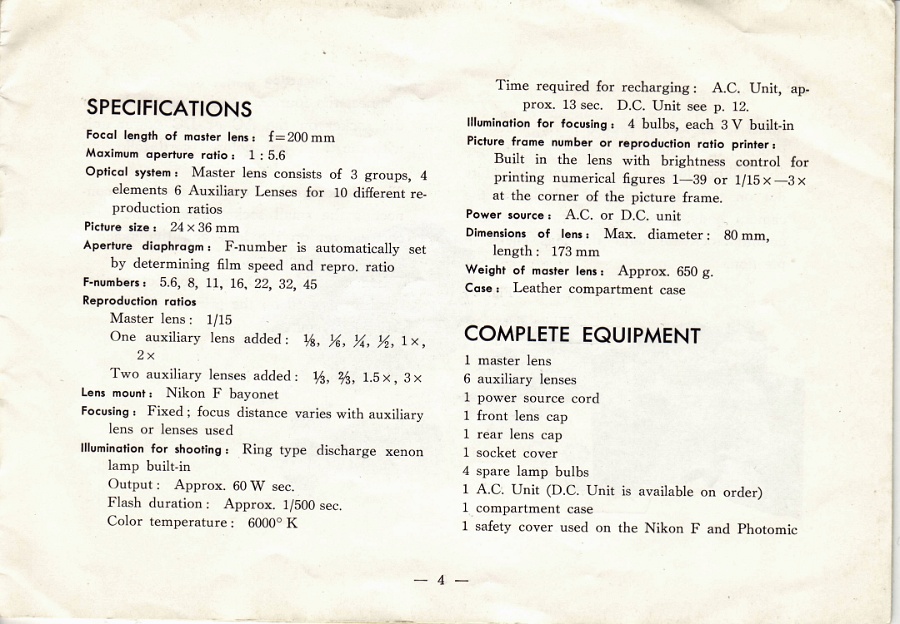 SPECIFICATIONS
Focal length of master lens : f=200 mm
Maximum aperture ratio : 1 : 5.6
Optical system : Master lens consists of 3 groups, 4
elements 6 Auxiliary Lenses for 10 different re-
production ratios
Picture size : 24 × 36 mm
Aperture diaphragm : F-number is automatically set
by determining film speed and repro. ratio
F-numbers : 5.6, 8, 11, 16, 22, 32, 45
Reproduction ratios
Master lens : 1/15
One auxiliary lens added : ⅛, ⅙, ¼, ½, 1 ×,
2 ×
Two auxiliary lenses added : ⅓, ⅔, 1.5 ×, 3 ×
Lens mount : Nikon F bayonet
Focusing : Fixed ; focus distance varies with auxiliary
lens or lenses used
Illumination for shooting : Ring type discharge xenon
lamp built-in
Output : Approx. 60 W sec.
Flash duration : Approx. 1/500 sec.
Color temperature : 6000° K
Time required for recharging : A.C. Unit, ap-
prox. 13 sec. D.C. Unit see p. 12.
Illumination for focusing : 4 bulbs, each 3 V built-in
Picture frame number or reproduction ratio printer :
Built in the lens with brightness control for
printing numerical figures 1—39 or 1/15 × —3 ×
at the corner of the picture frame.
Power source : A.C. or D.C. unit
Dimensions of lens : Max. diameter : 80 mm,
length : 173 mm
Weight of master lens : Approx. 650 g.
Case : Leather compartment case
COMPLETE EQUIPMENT
1 master lens
6 auxiliary lenses
1 power source cord
1 front lens cap
1 rear lens cap
1 socket cover
4 spare lamp bulbs
1 A.C. Unit (D.C. Unit is available on order)
1 compartment case
1 safety cover used on the Nikon F and Photomic
— 4 —